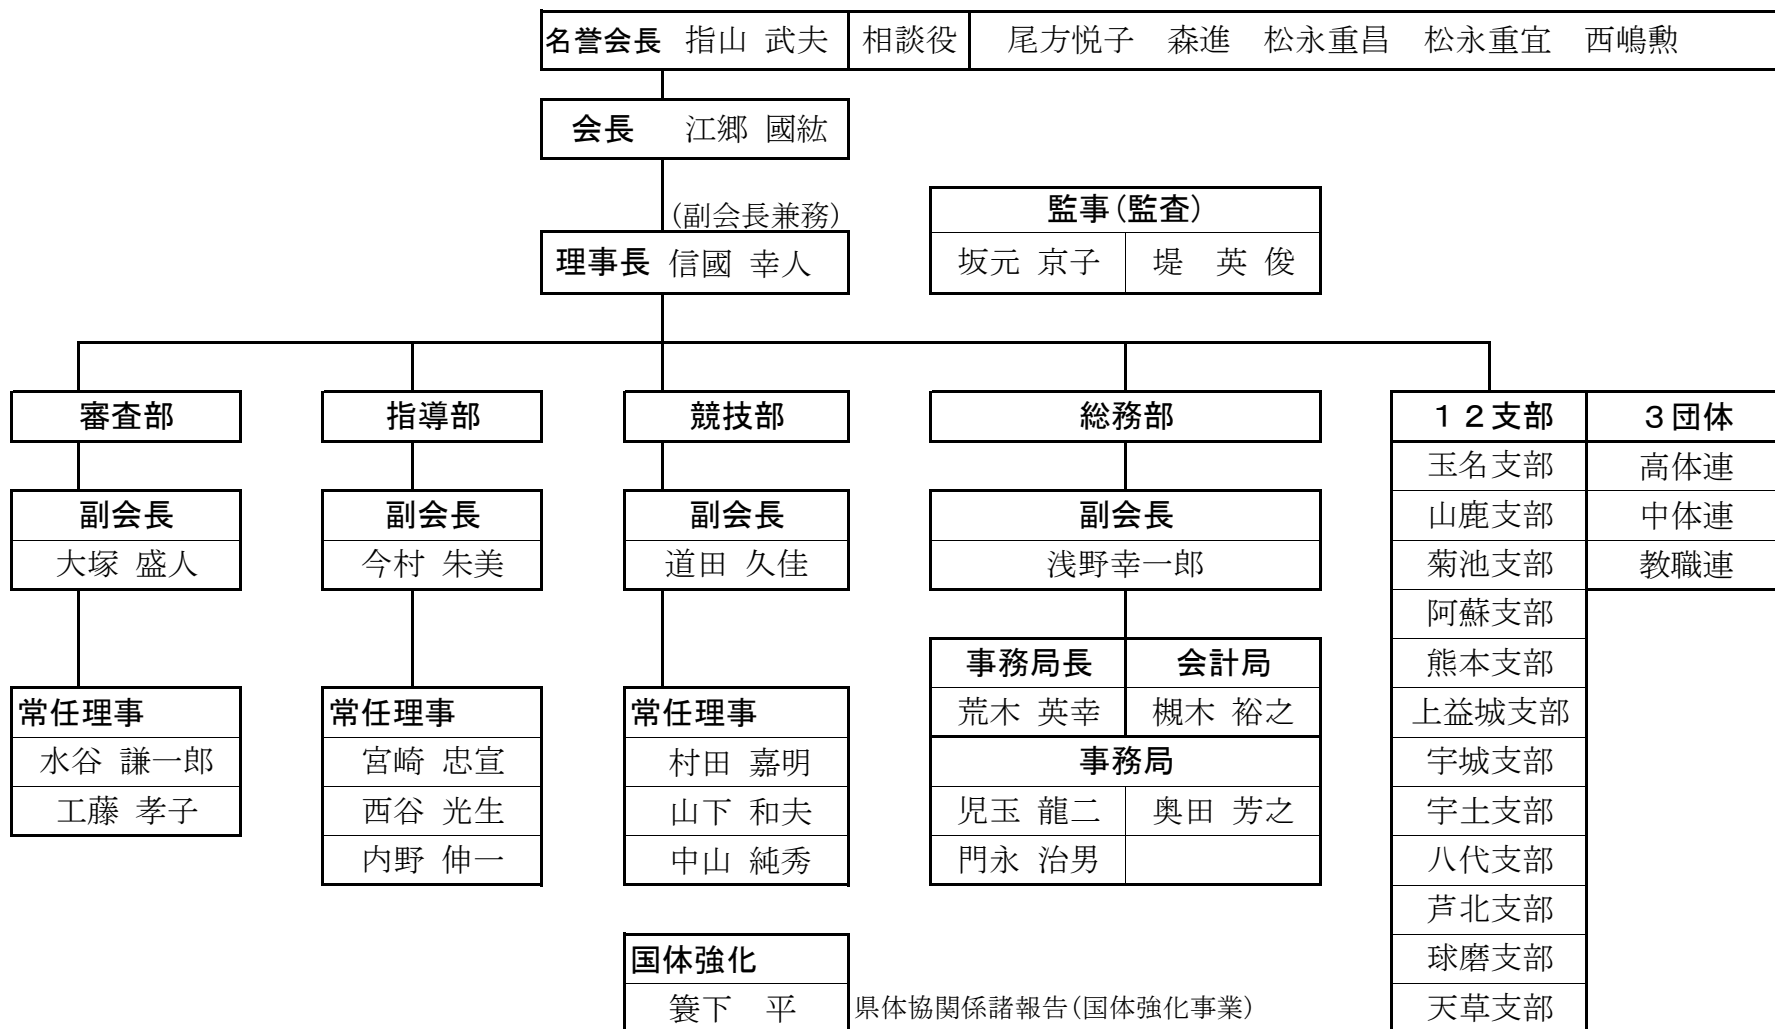 名誉会長 指山 武夫 相談役 尾方悦子 森進 松永重昌 松永重宜 西嶋勲
会長 江郷 國紘
(副会長兼務)
理事長 信國 幸人
監事(監査)
坂元 京子 堤 英俊
審査部
副会長
大塚 盛人
常任理事
水谷 謙一郎
工藤 孝子
指導部
副会長
今村 朱美
常任理事
宮崎 忠宣
西谷 光生
内野 伸一
競技部
副会長
道田 久佳
常任理事
村田 嘉明
山下 和夫
中山 純秀
国体強化
簑下 平 県体協関係諸報告(国体強化事業)
総務部
副会長
浅野幸一郎
事務局長 会計局
荒木 英幸 槻木 裕之
事務局
児玉 龍二 奥田 芳之
門永 治男
12支部 3団体
玉名支部 高体連
山鹿支部 中体連
菊池支部 教職連
阿蘇支部
熊本支部
上益城支部
宇城支部
宇土支部
八代支部
芦北支部
球磨支部
天草支部